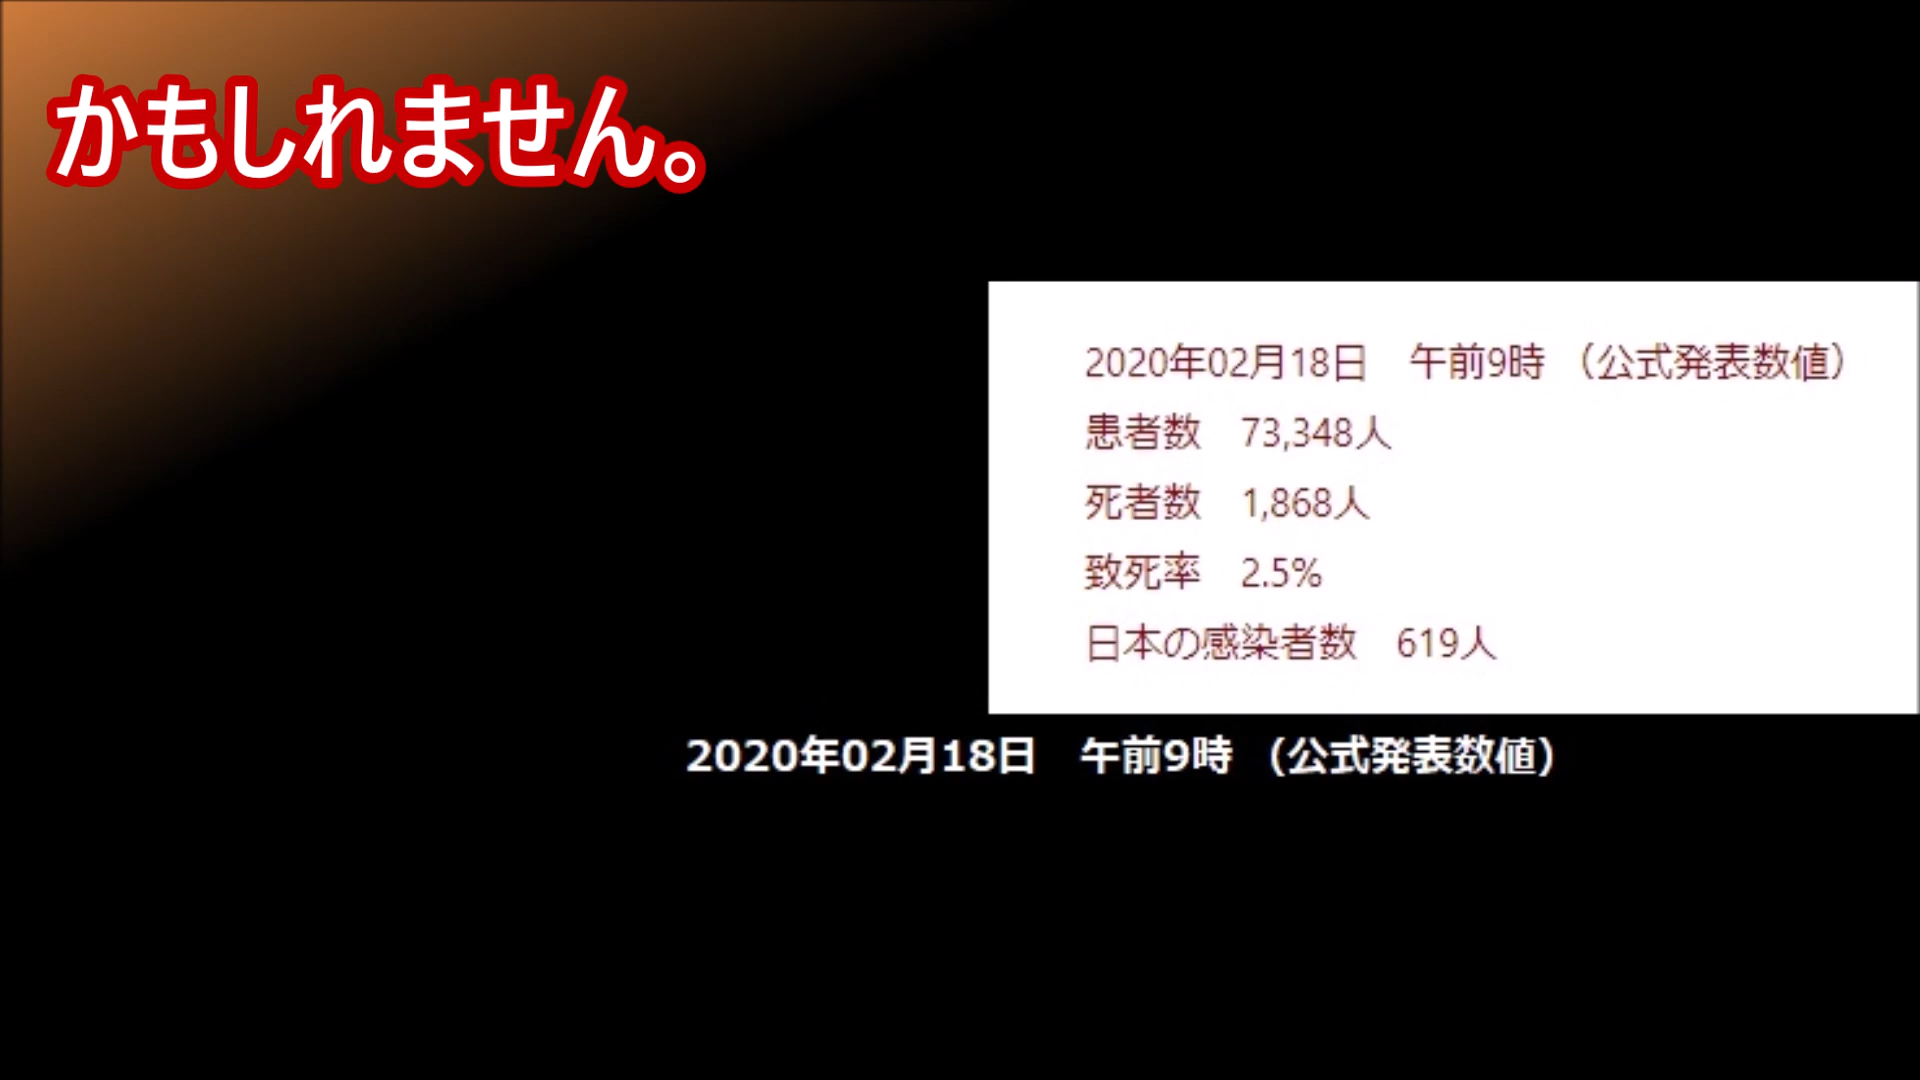 かもしれません。
2020年02月18日　午前9時 （公式発表数値）
患者数　73,348人
死者数　1,868人
致死率　2.5%
日本の感染者数　619人
2020年02月18日　午前9時 （公式発表数値）